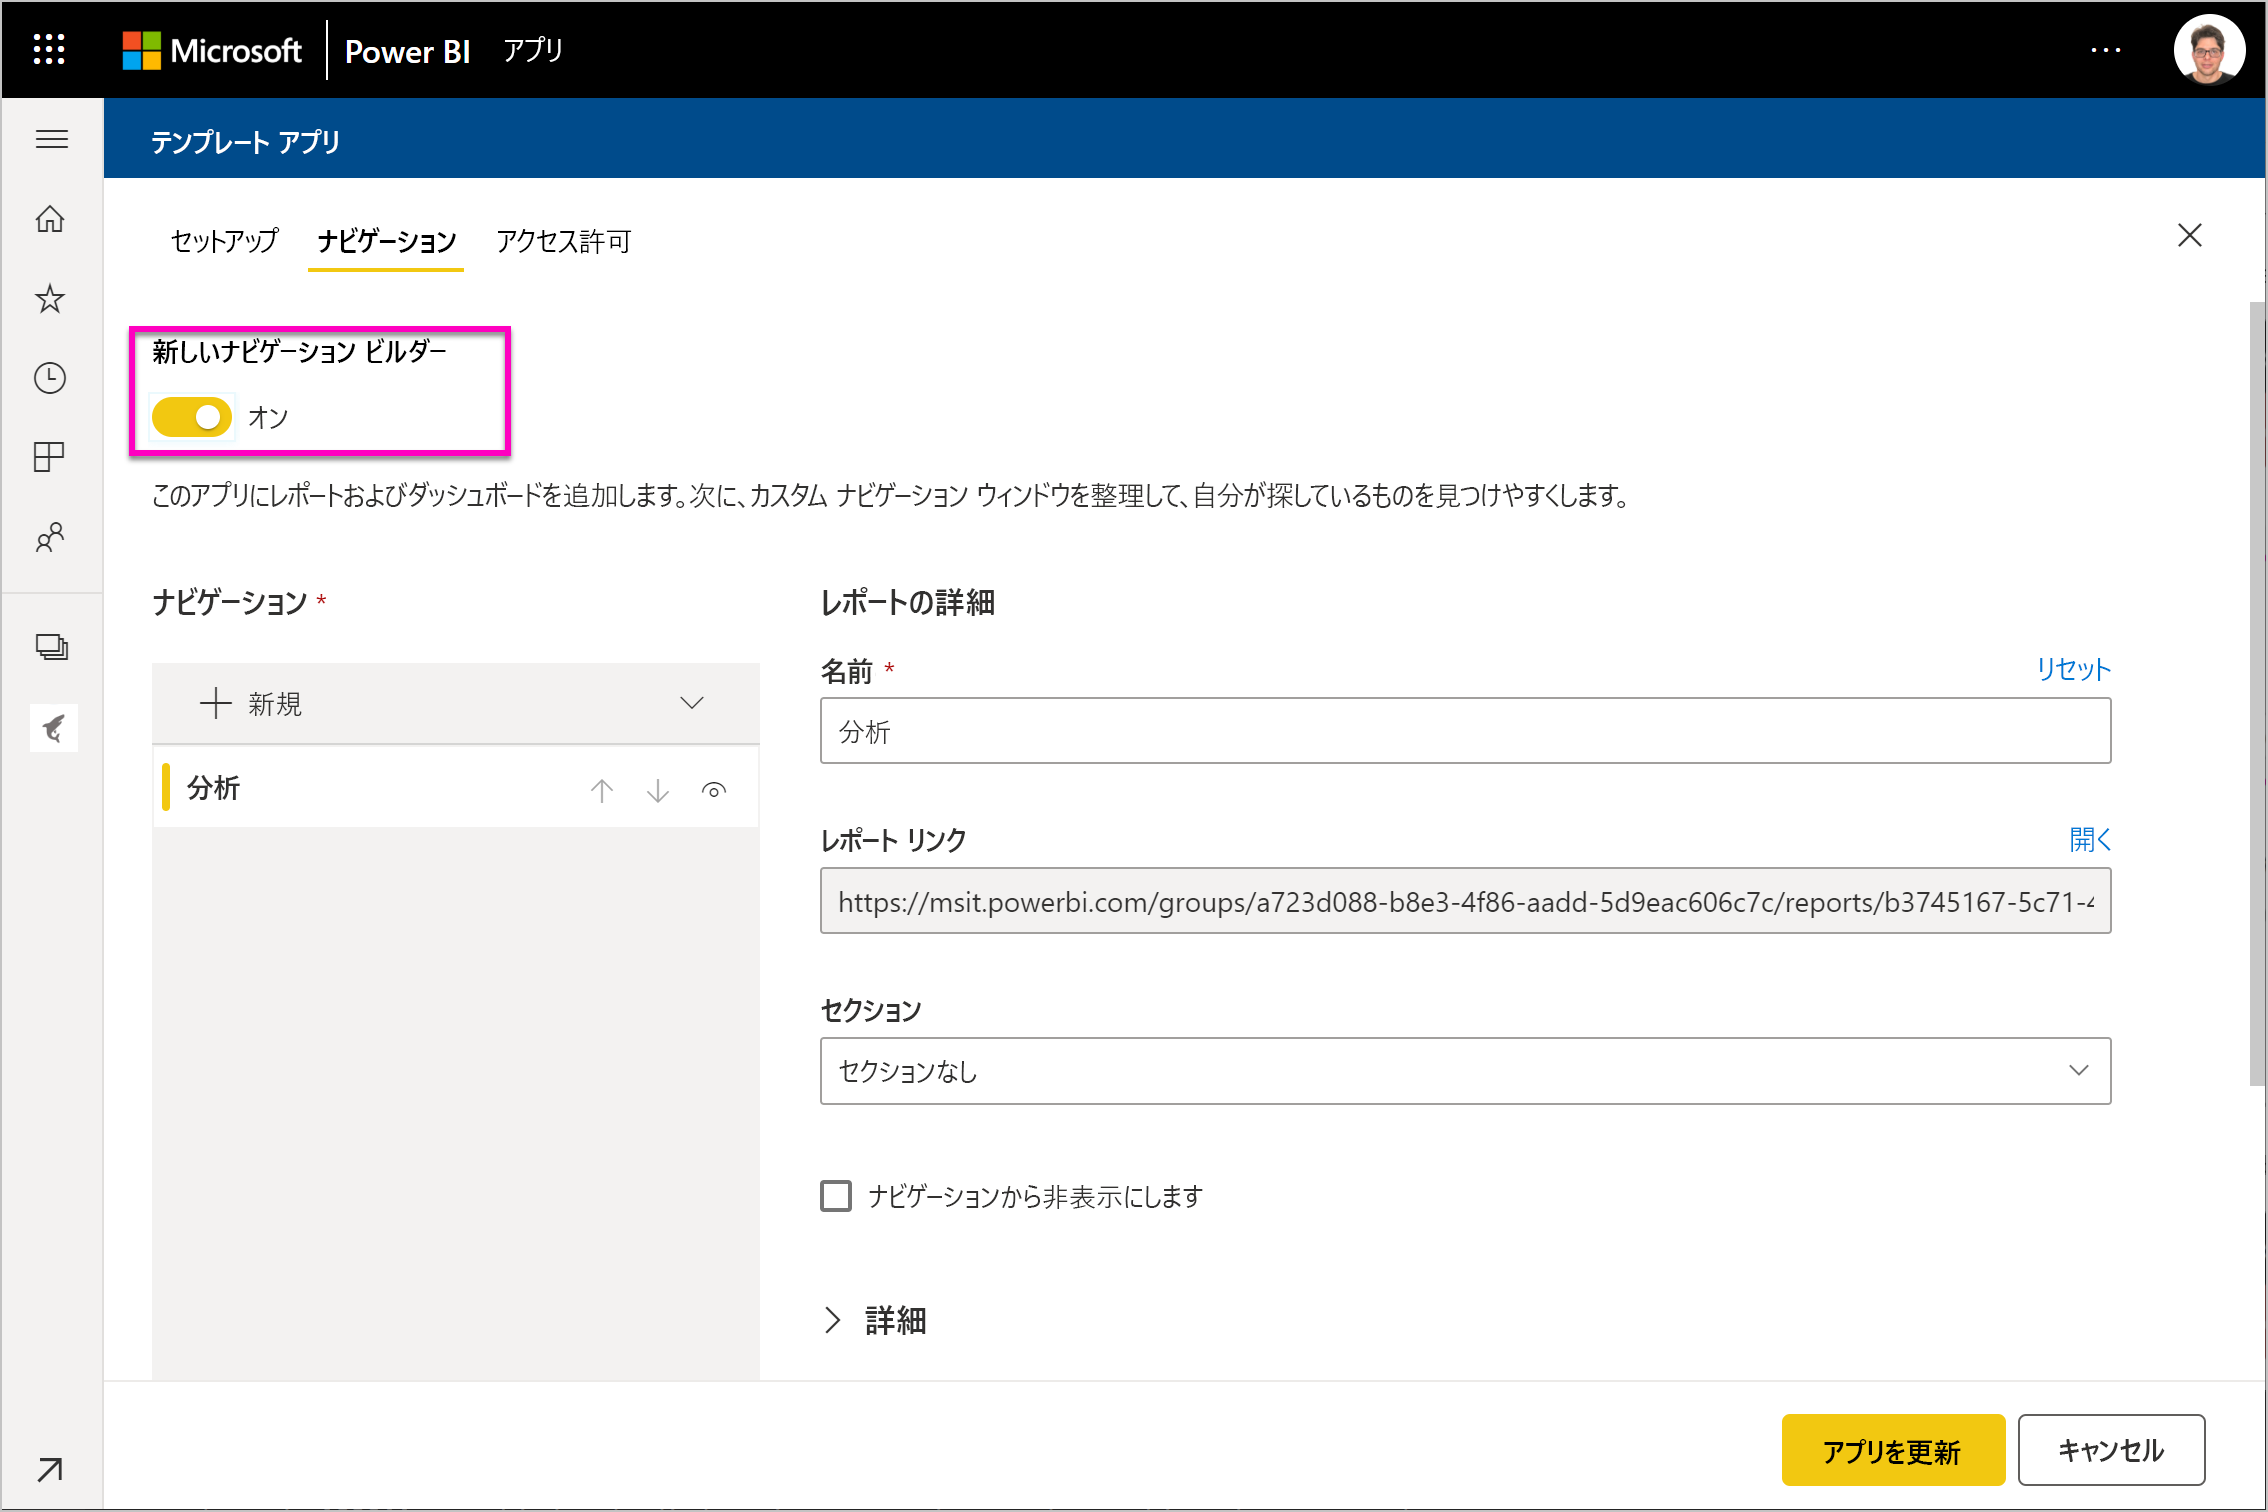 Microsoft Power BI アプリ
テンプレート アプリ
セットアップ ナビゲーション アクセス許可
新しいナビゲーション ビルダー
オン
このアプリにレポートおよびダッシュボードを追加します。次に、カスタム ナビゲーション ウィンドウを整理して、自分が探しているものを見つけやすくします。
ナビゲーション *
新規
分析
レポートの詳細
名前 * リセット
分析
レポート リンク 開く
https://msit.powerbi.com/groups/a723d088-b8e3-4f86-aadd-5d9eac606c7c/reports/b3745167-5c71-4
セクション
セクションなし
ナビゲーションから非表示にします
詳細
アプリを更新 キャンセル